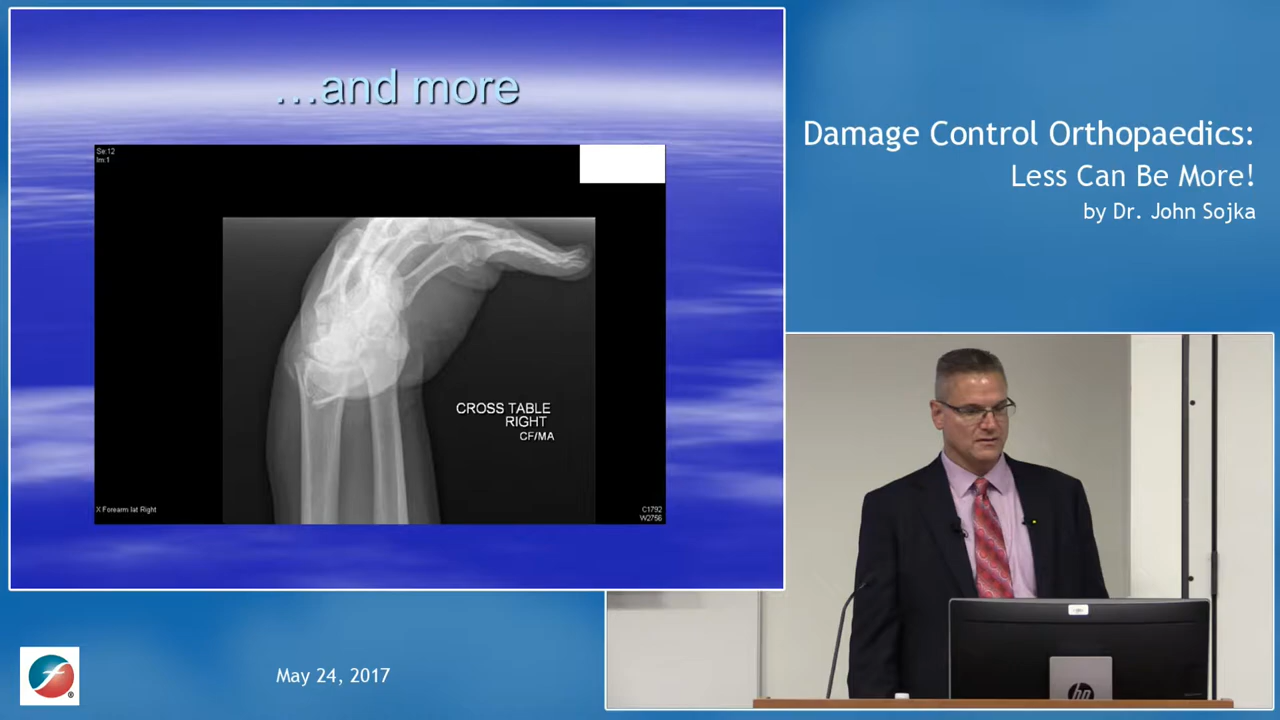 ...and more
Se:12
Im:1
CROSS TABLE
RIGHT
CF/MA
X Forearm lat Right
C1792
W2756
Damage Control Orthopaedics:
Less Can Be More!
by Dr. John Sojka
hp
May 24, 2017